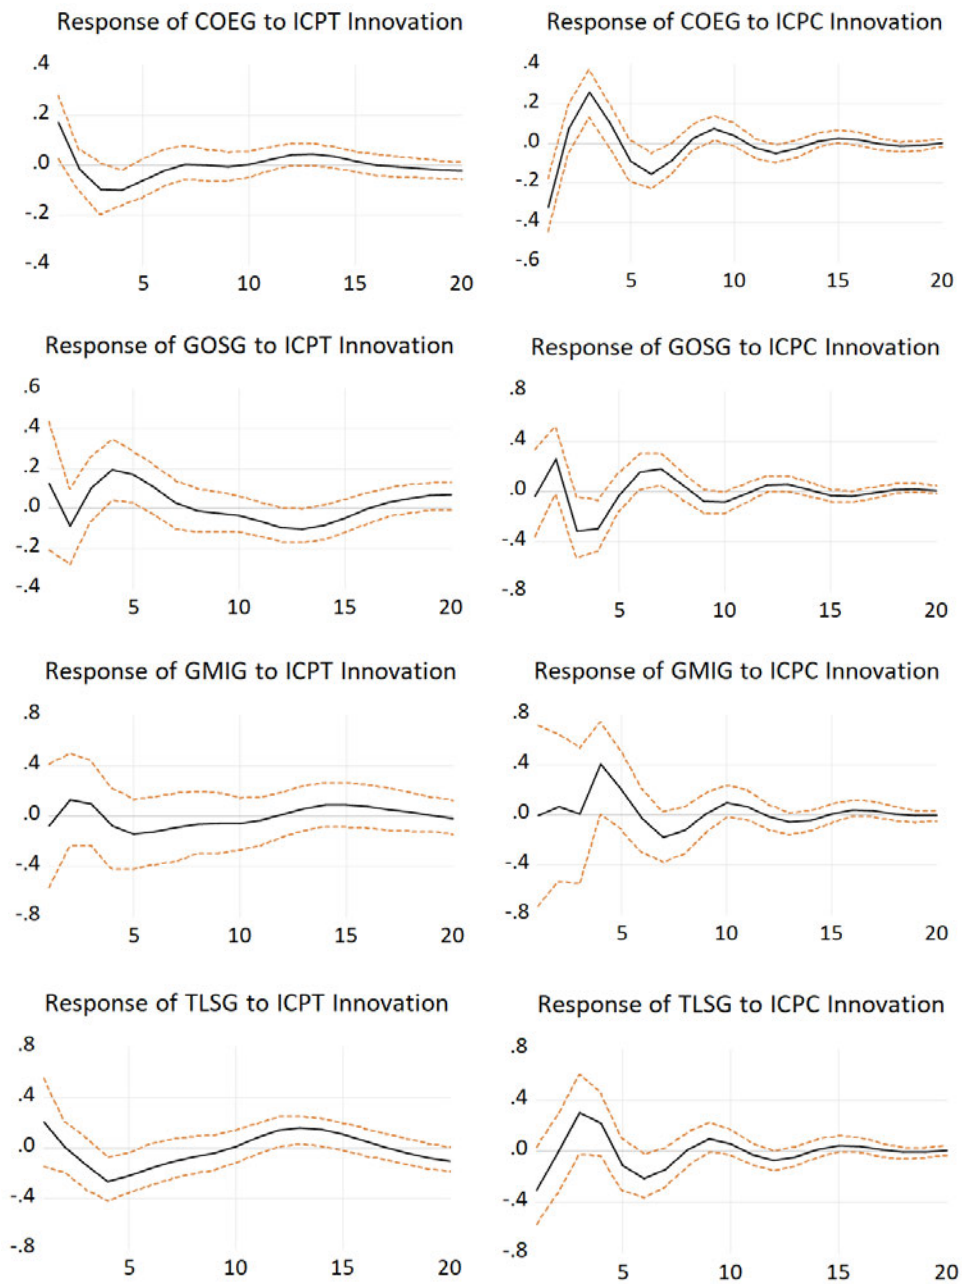 Response of COEG to ICPT Innovation
.4
.2
.0
-.2
-.4
5 10 15 20
Response of COEG to ICPC Innovation
.4
.2
.0
-.2
-.4
-.6
5 10 15 20
Response of GOSG to ICPT Innovation
.6
.4
.2
.0
-.2
-.4
5 10 15 20
Response of GOSG to ICPC Innovation
.8
.4
.0
-.4
-.8
5 10 15 20
Response of GMIG to ICPT Innovation
.8
.4
.0
-.4
-.8
5 10 15 20
Response of GMIG to ICPC Innovation
.8
.4
.0
-.4
-.8
5 10 15 20
Response of TLSG to ICPT Innovation
.8
.4
.0
-.4
-.8
5 10 15 20
Response of TLSG to ICPC Innovation
.8
.4
.0
-.4
-.8
5 10 15 20